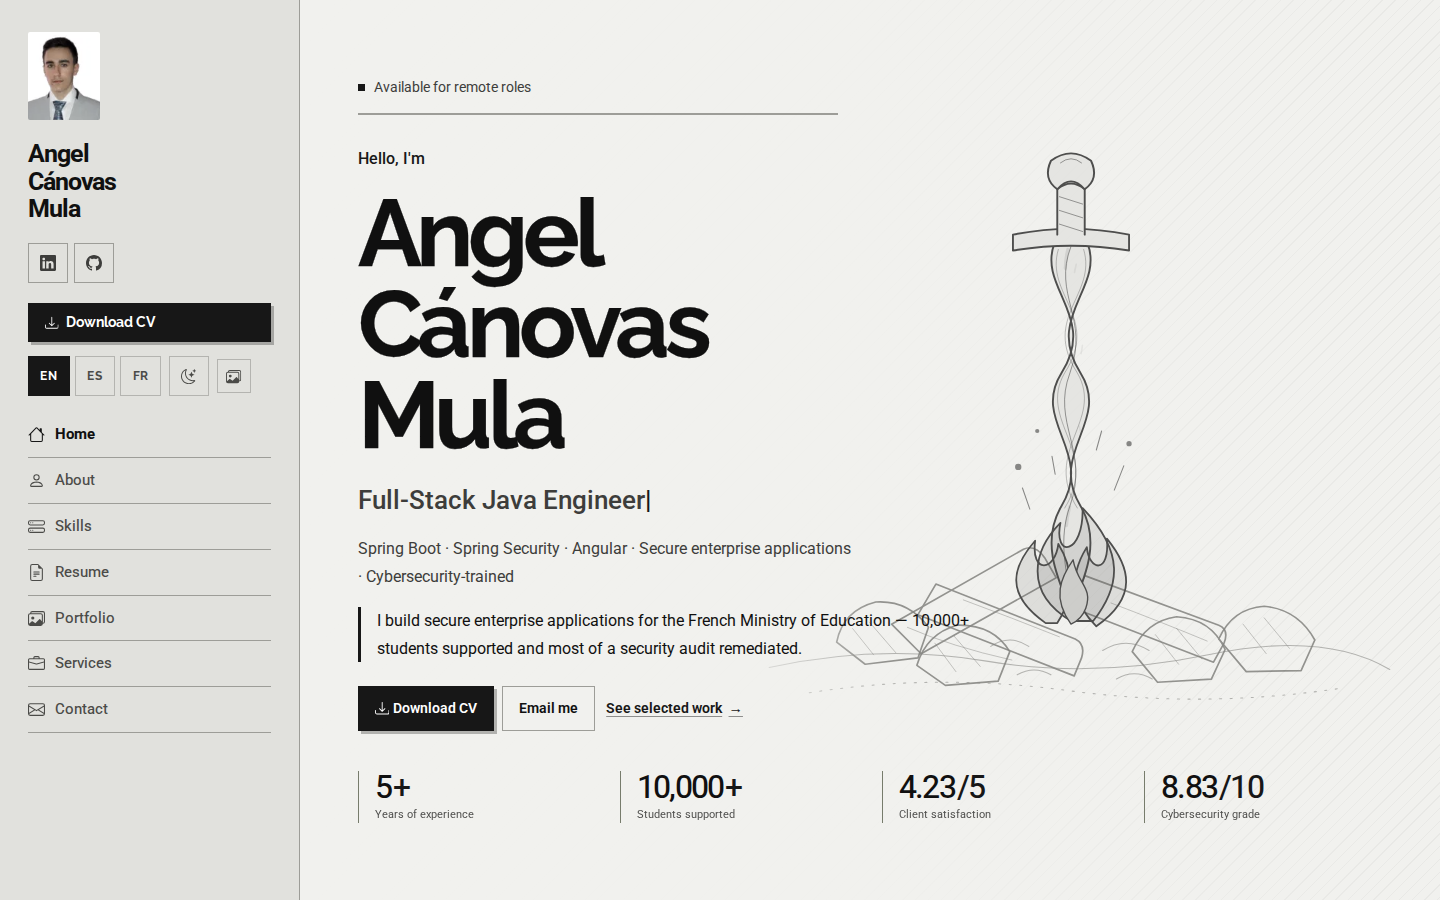 Angel
Cánovas
Mula
in
Download CV
EN ES FR
Home
About
Skills
Resume
Portfolio
Services
Contact
Available for remote roles
Hello, I'm
Angel
Cánovas
Mula
Full-Stack Java Engineer|
Spring Boot · Spring Security · Angular · Secure enterprise applications
· Cybersecurity-trained
I build secure enterprise applications for the French Ministry of Education — 10,000+
students supported and most of a security audit remediated.
Download CV Email me See selected work →
5+ 10,000+ 4.23/5 8.83/10
Years of experience Students supported Client satisfaction Cybersecurity grade